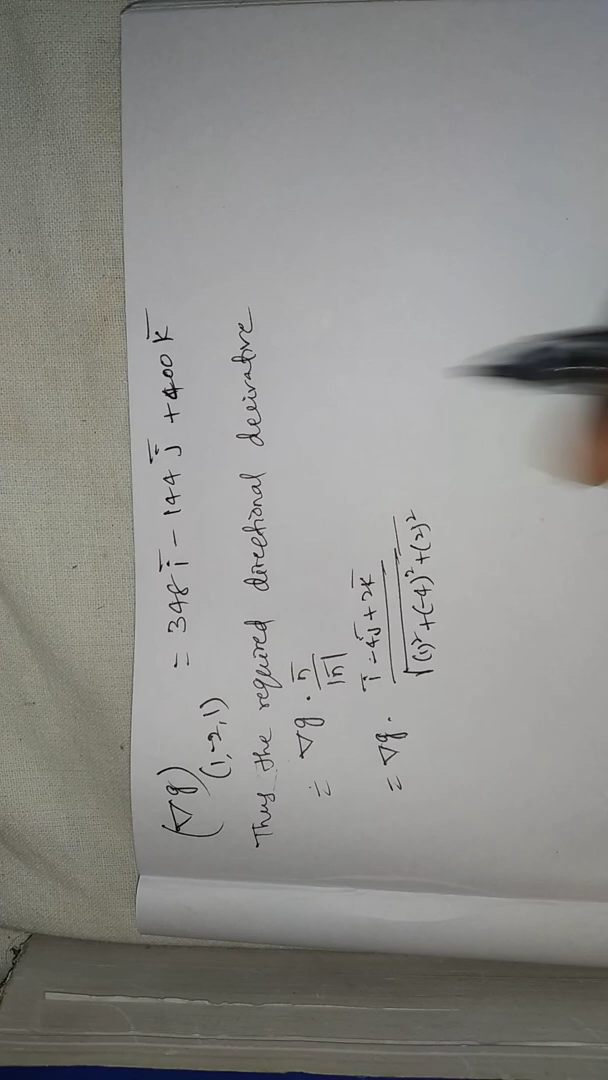 (∇g)(1,-2,1) = 348 i̅ - 144 j̅ + 400 k̅
Thus the required directional derivative
= ∇g · n̅/|n̅|
= ∇g · (i̅ - 4j̅ + 2k̅)/√((1)² + (-4)² + (2)²)